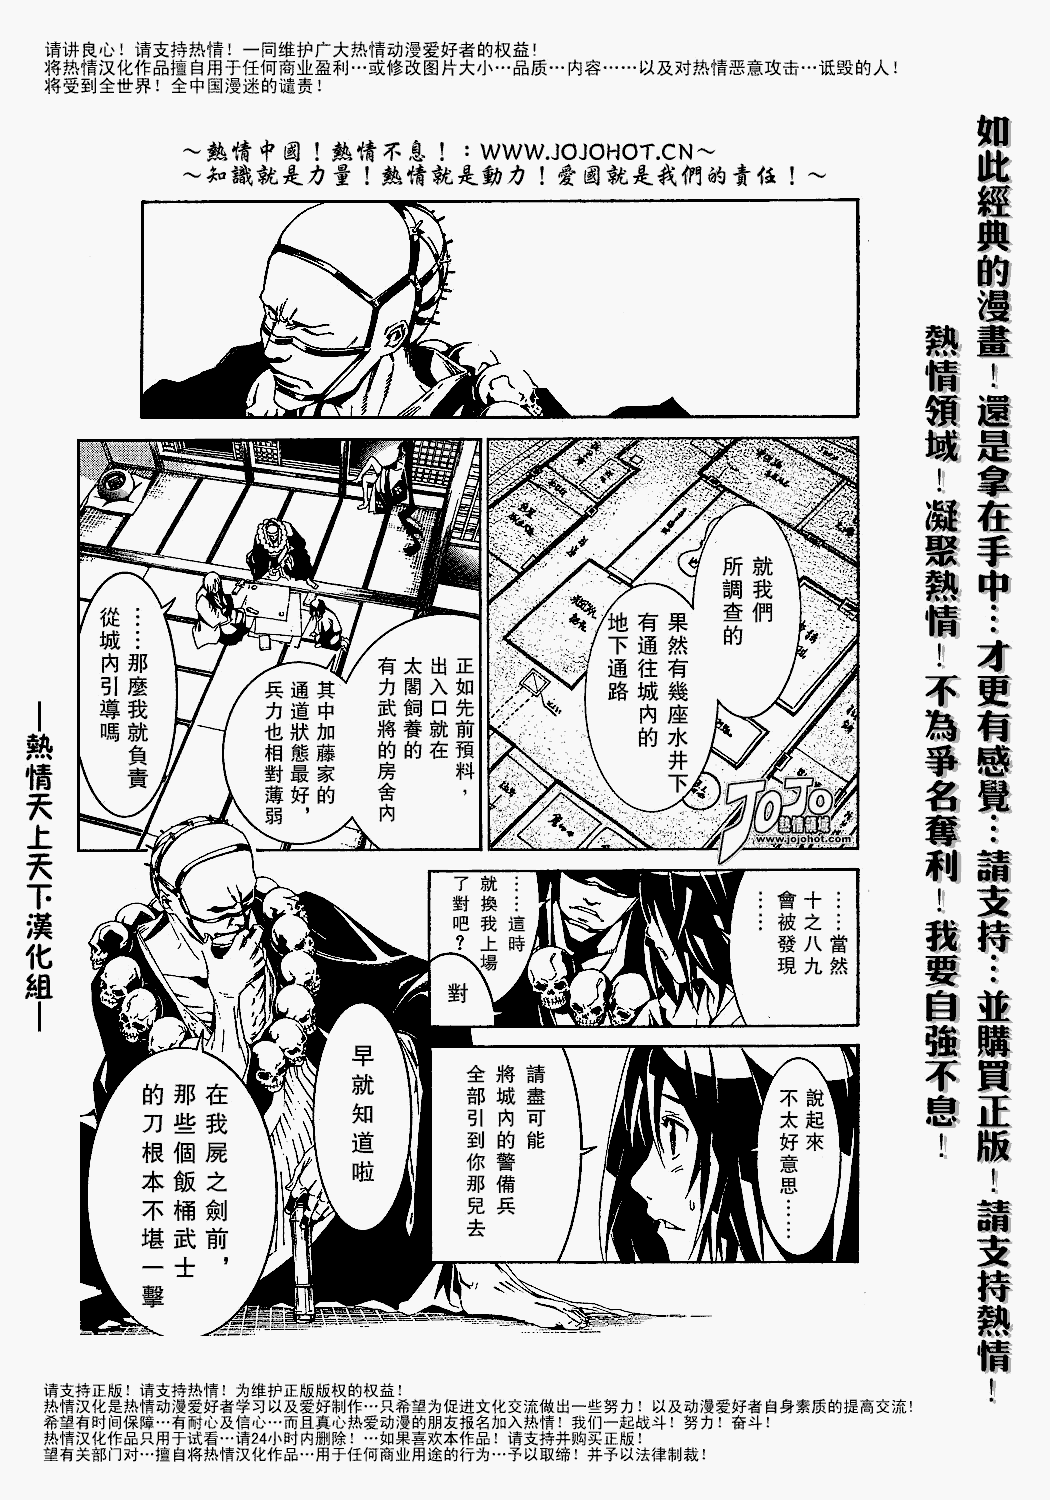 请讲良心！请支持热情！一同维护广大热情动漫爱好者的权益！
将热情汉化作品擅自用于任何商业盈利…或修改图片大小…品质…内容……以及对热情恶意攻击…诋毁的人！
将受到全世界！全中国漫迷的谴责！
～熱情中國！熱情不息！：WWW.JOJOHOT.CN～
～知識就是力量！熱情就是動力！愛國就是我們的責任！～
如此經典的漫畫！還是拿在手中…才更有感覺…請支持…並購買正版！請支持熱情！
熱情領域！凝聚熱情！不為爭名奪利！我要自強不息！
就我們
所調查的
果然有幾座水井下
有通往城內的
地下通路
正如先前預料，
出入口就在
太閣飼養的
有力武將的房舍內
其中加藤家的
通道狀態最好，
兵力也相對薄弱
……那麼我就負責
從城內引導嗎
JOJO
熱情領域
www.jojohot.com
……當然
十之八九
會被發現
……
……這時
就換我上場
了對吧？
對
說起來
不太好意思……
請盡可能
將城內的警備兵
全部引到你那兒去
早就知道啦
在我屍之劍前，
那些個飯桶武士
的刀根本不堪一擊
—熱情天上天下漢化組—
请支持正版！请支持热情！为维护正版版权的权益！
热情汉化是热情动漫爱好者学习以及爱好制作…只希望为促进文化交流做出一些努力！以及动漫爱好者自身素质的提高交流！
希望有时间保障…有耐心及信心…而且真心热爱动漫的朋友报名加入热情！我们一起战斗！努力！奋斗！
热情汉化作品只用于试看…请24小时内删除！…如果喜欢本作品！请支持并购买正版！
望有关部门对…擅自将热情汉化作品…用于任何商业用途的行为…予以取缔！并予以法律制裁！